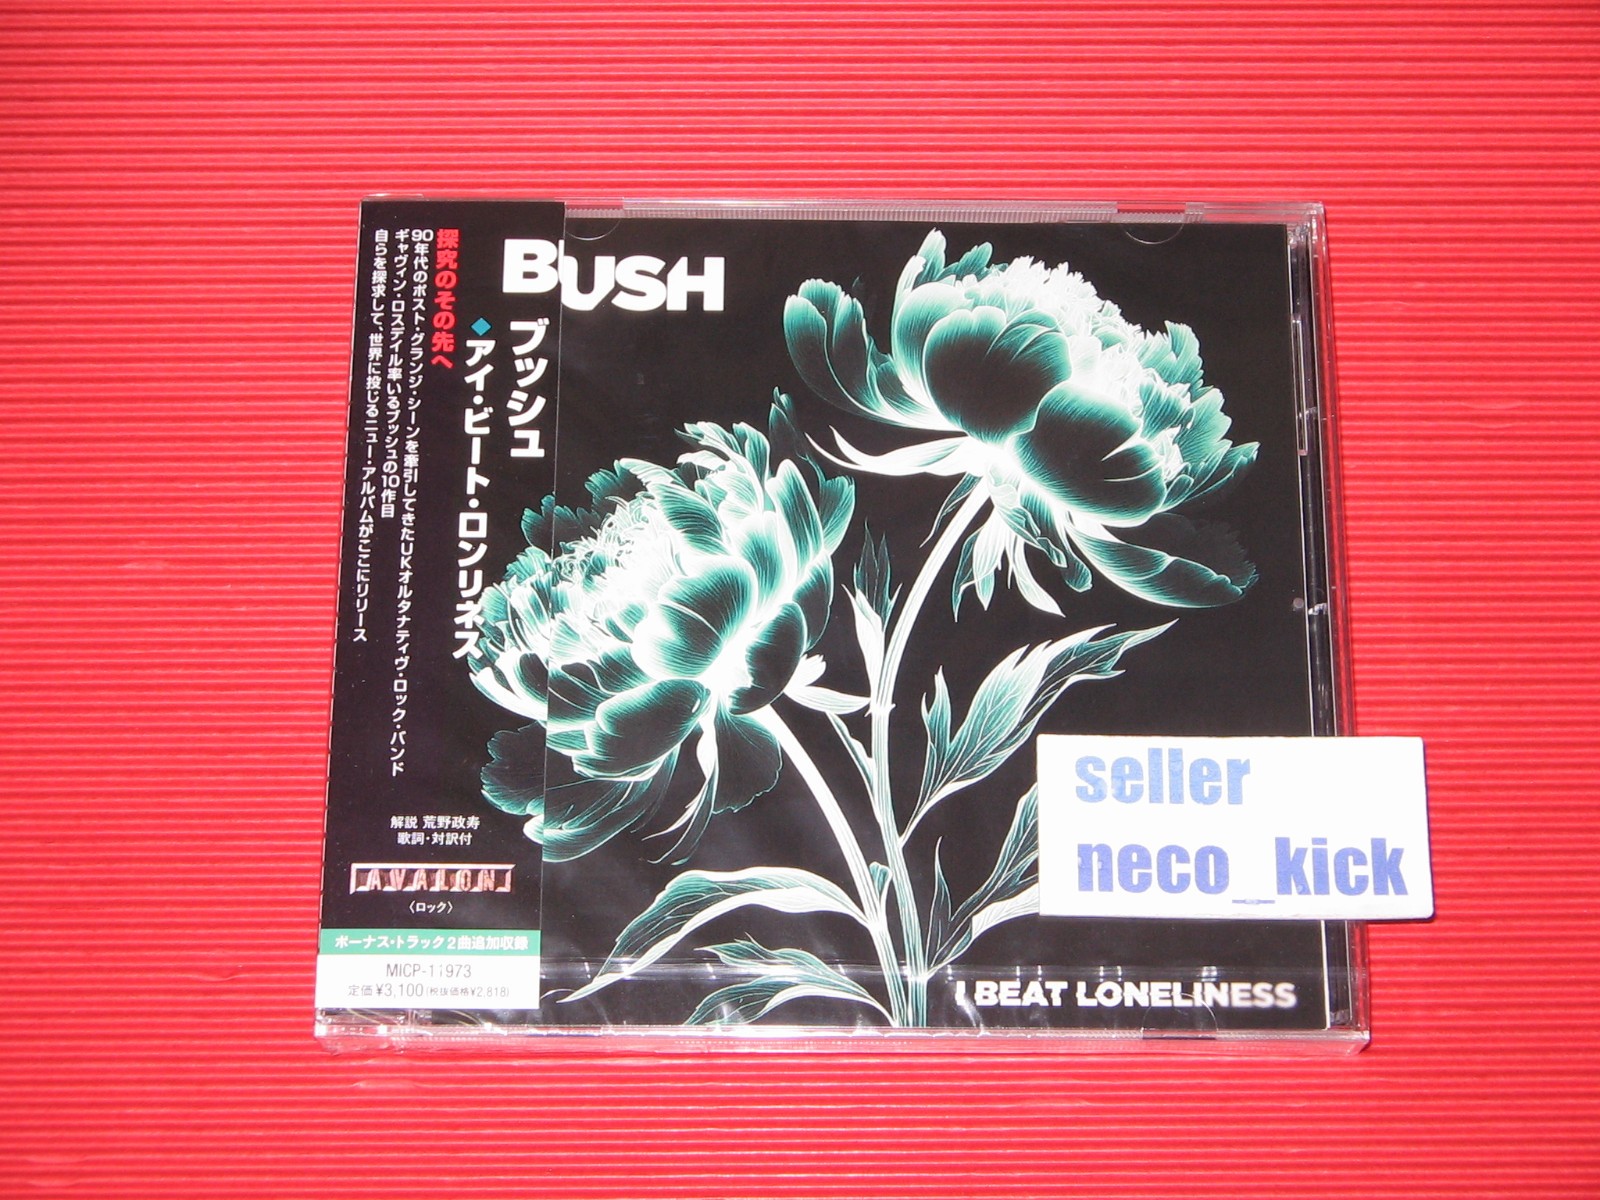 BUSH
ブッシュ
◆アイ・ビート・ロンリネス
探究のその先へ
90年代のポスト・グランジ・シーンを牽引してきたUKオルタナティヴ・ロック・バンド
ギャヴィン・ロスデイル率いるブッシュの10作目
自らを探求して、世界に投じるニュー・アルバムがここにリリース
解説 荒野政寿
歌詞・対訳付
AVALON
〈ロック〉
ボーナス・トラック2曲追加収録
MICP-11973
定価¥3,100(税抜価格¥2,818)
I BEAT LONELINESS
seller
neco_kick